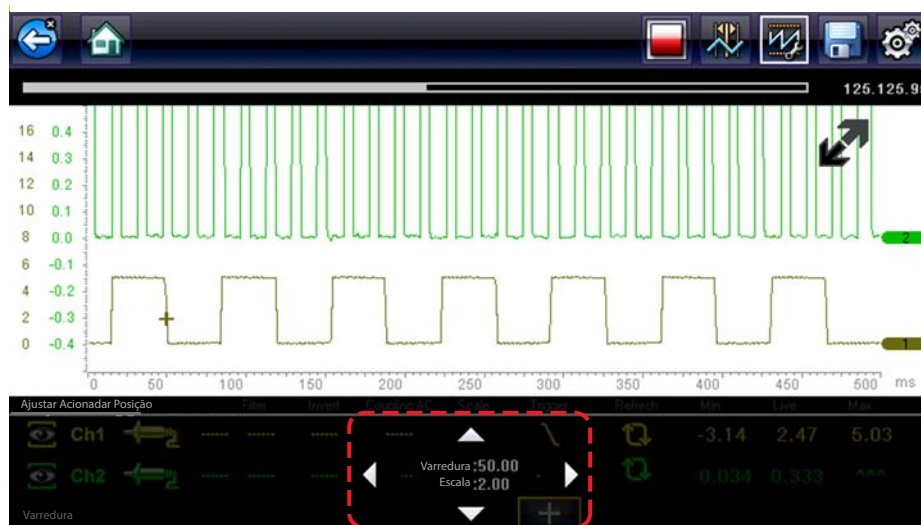 125.125.9
16 0.4
14 0.3
12 0.2
10 0.1
8 0.0
2
6 -0.1
4 -0.2
2 -0.3
0 -0.4
1
0 50 100 150 200 250 300 350 400 450 500 ms
Ajustar Acionadar Posição
Filter Invert Coupling AC Scale Trigger Refresh Min Live Max
Ch1 ------ ------ ------ ------ -3.14 2.47 5.03
Varredura :50.00
Ch2 ------ ------ ------ -0.034 0.333 ^^^
Escala :2.00
Varredura